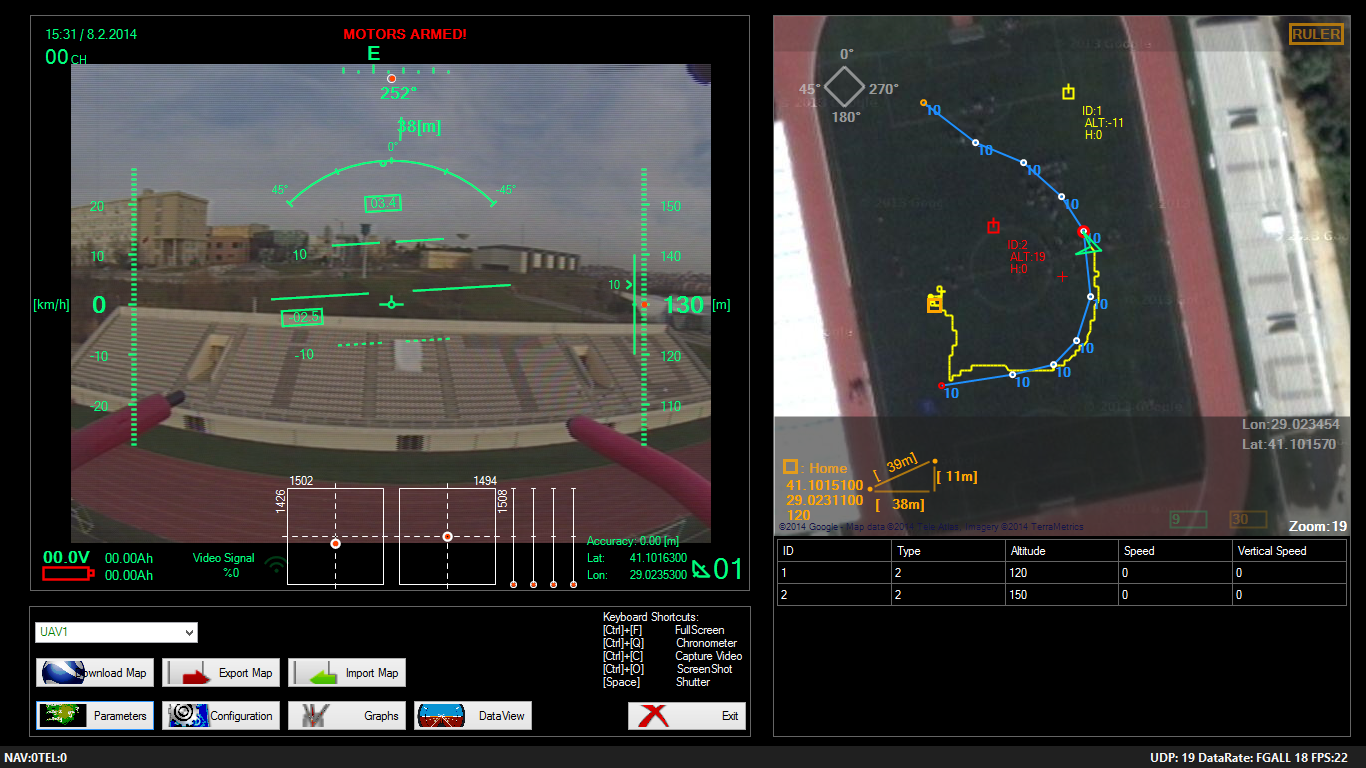 15:31 / 8.2.2014
MOTORS ARMED!
00 CH
E
252°
38[m]
0°
45°
-45°
03.4
20
10
[km/h]
0
-10
-20
10
-02.5
-10
150
140
10
130 [m]
120
110
1502
1494
1426
1508
00.0V
00.00Ah
00.00Ah
Video Signal
%0
Accuracy: 0.00 [m]
Lat: 41.1016300
Lon: 29.0235300
01
UAV1
Download Map
Export Map
Import Map
Parameters
Configuration
Graphs
DataView
Exit
Keyboard Shortcuts:
[Ctrl]+[F] FullScreen
[Ctrl]+[Q] Chronometer
[Ctrl]+[C] Capture Video
[Ctrl]+[O] ScreenShot
[Space] Shutter
RULER
0°
45°
270°
180°
10
10
10
10
10
10
10
10
10
10
ID:1
ALT:-11
H:0
ID:2
ALT 19
H:0
Lon:29.023454
Lat:41.101570
: Home
41.1015100
29.0231100
120
[ 39m]
[ 11m]
[ 38m]
9
30
Zoom:19
©2014 Google - Map data ©2014 Tele Atlas, Imagery ©2014 TerraMetrics
ID Type Altitude Speed Vertical Speed
1 2 120 0 0
2 2 150 0 0
NAV:0TEL:0
UDP: 19 DataRate: FGALL 18 FPS:22